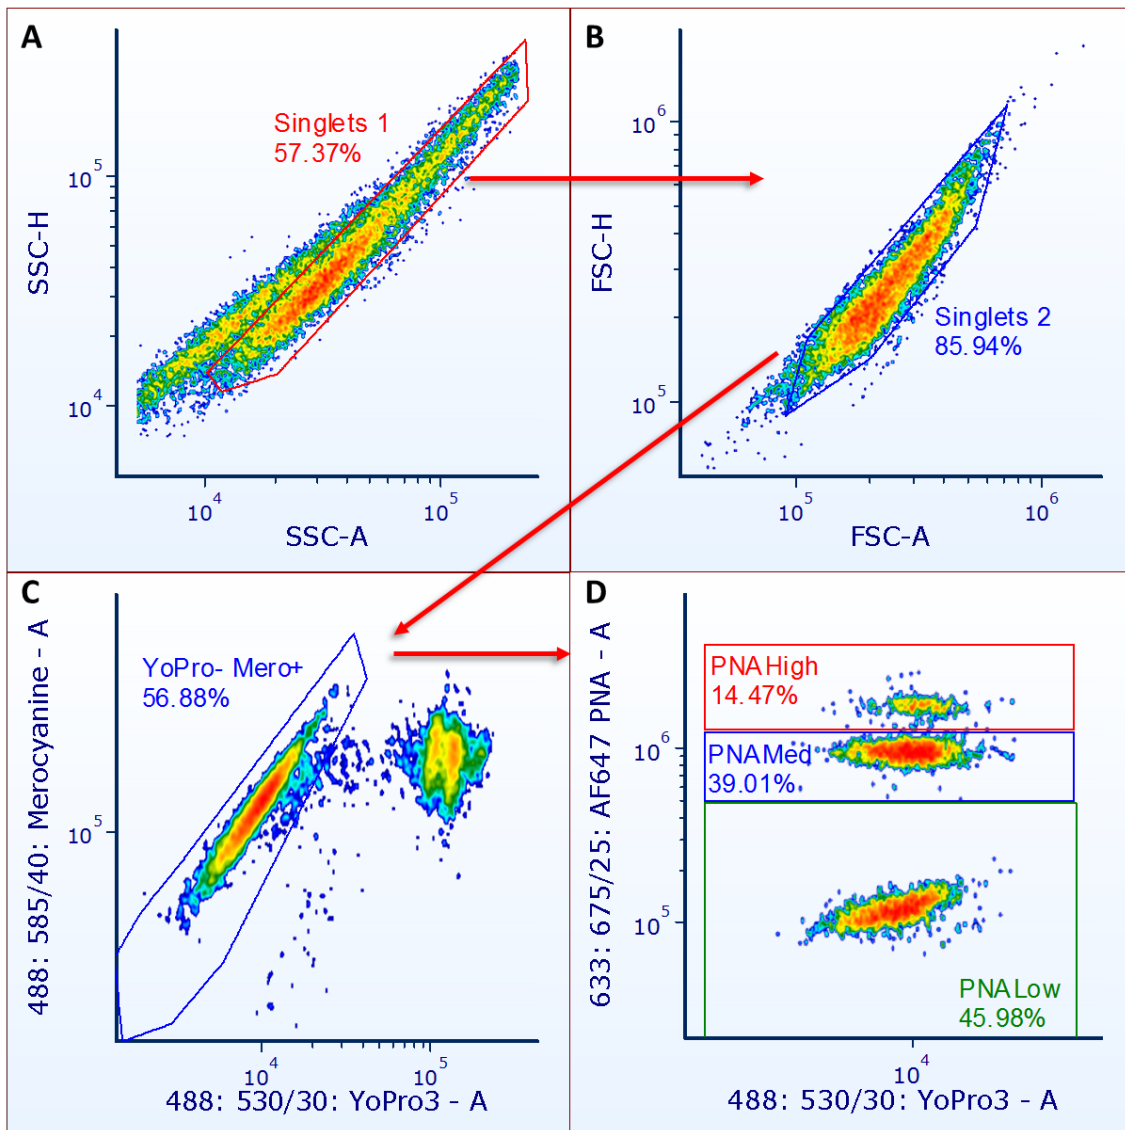 A
Singlets 1
57.37%
10^5
10^4
SSC-H
10^4
10^5
SSC-A
B
10^6
10^5
FSC-H
Singlets 2
85.94%
10^5
10^6
FSC-A
C
YoPro- Mero+
56.88%
10^5
488: 585/40: Merocyanine - A
10^4
10^5
488: 530/30: YoPro3 - A
D
PNA High
14.47%
10^6
PNA Med
39.01%
10^5
PNA Low
45.98%
633: 675/25: AF647 PNA - A
10^4
488: 530/30: YoPro3 - A